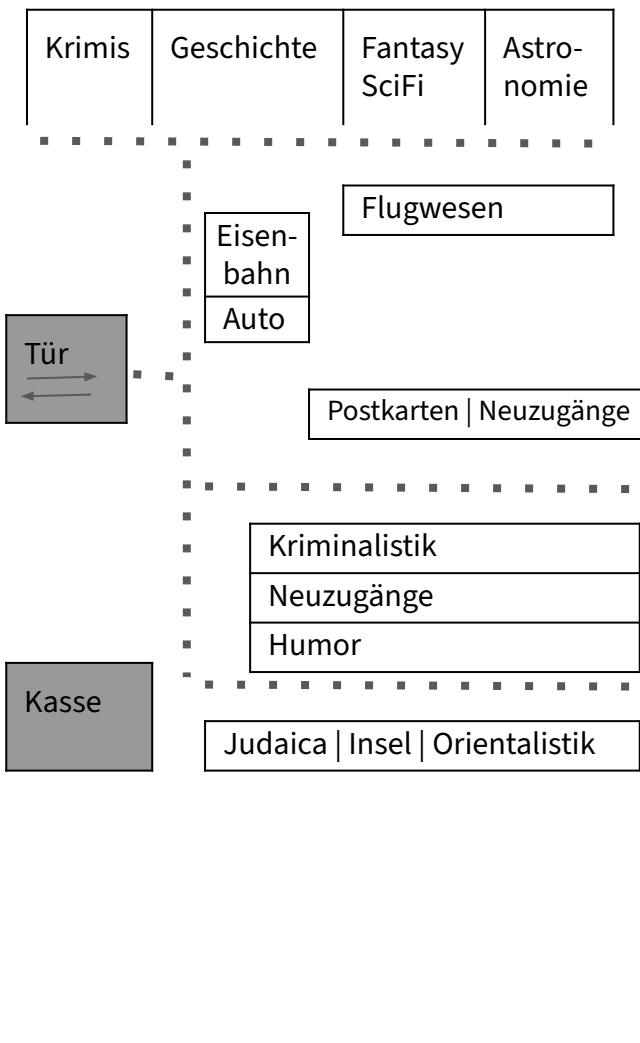 Krimis
Geschichte
Fantasy
SciFi
Astro-
nomie
Flugwesen
Eisen-
bahn
Auto
Tür
Postkarten | Neuzugänge
Kriminalistik
Neuzugänge
Humor
Kasse
Judaica | Insel | Orientalistik